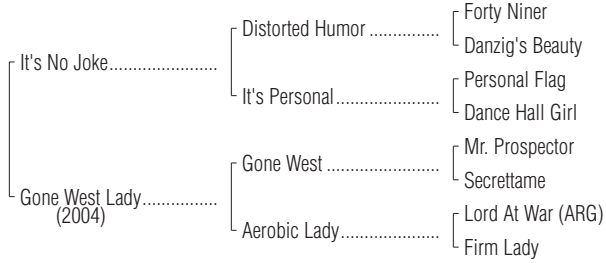 Forty Niner
Distorted Humor ................
Danzig's Beauty
It's No Joke.......................
Personal Flag
It's Personal......................
Dance Hall Girl
Mr. Prospector
Gone West ........................
Secrettame
Gone West Lady................
(2004)
Lord At War (ARG)
Aerobic Lady.....................
Firm Lady